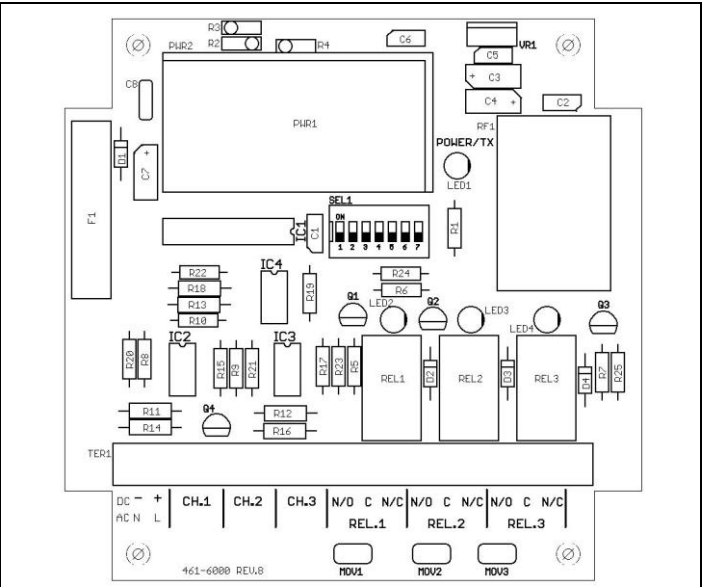 R3
R2
R4
PWR2
C6
VR1
C5
+ C3
C4 +
C2
C8
PWR1
RF1
POWER/TX
LED1
D1
+
C7
F1
SEL1
ON
1 2 3 4 5 6 7
IC1
C1
R1
IC4
R22
R18
R13
R10
R19
R24
R6
Q1
LED2
Q2
LED3
LED4
Q3
IC2
IC3
R20
R8
R15
R9
R21
R17
R23
R5
REL1
D2
REL2
D3
REL3
D4
R7
R25
R11
R14
Q4
R12
R16
TER1
DC - + CH.1 CH.2 CH.3 N/O C N/C N/O C N/C N/O C N/C
AC N L REL.1 REL.2 REL.3
461-6000 REV.8
MOV1 MOV2 MOV3